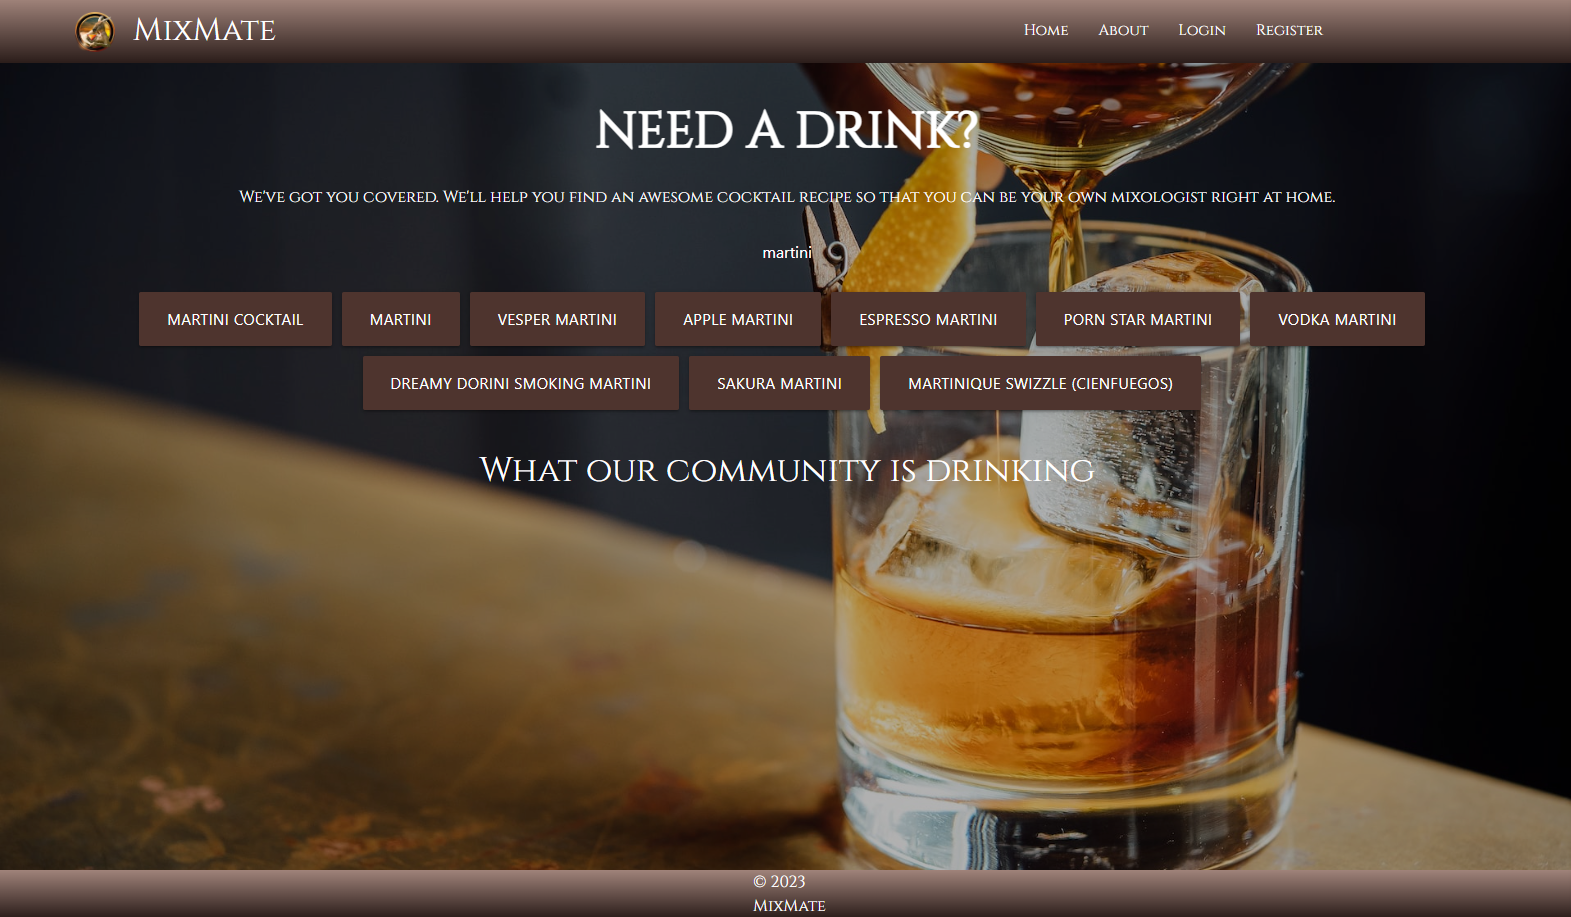 MixMate
Home About Login Register
NEED A DRINK?
We've got you covered. We'll help you find an awesome cocktail recipe so that you can be your own mixologist right at home.
martini
MARTINI COCKTAIL MARTINI VESPER MARTINI APPLE MARTINI ESPRESSO MARTINI PORN STAR MARTINI VODKA MARTINI
DREAMY DORINI SMOKING MARTINI SAKURA MARTINI MARTINIQUE SWIZZLE (CIENFUEGOS)
What our community is drinking
© 2023
MixMate